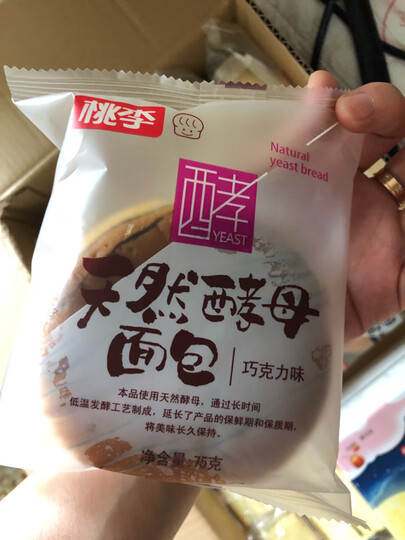 桃李
Natural
yeast bread
酵
YEAST
天然酵母
面包
巧克力味
本品使用天然酵母，通过长时间
低温发酵工艺制成，延长了产品的保鲜期和保质期，
将美味长久保持。
净含量：75克